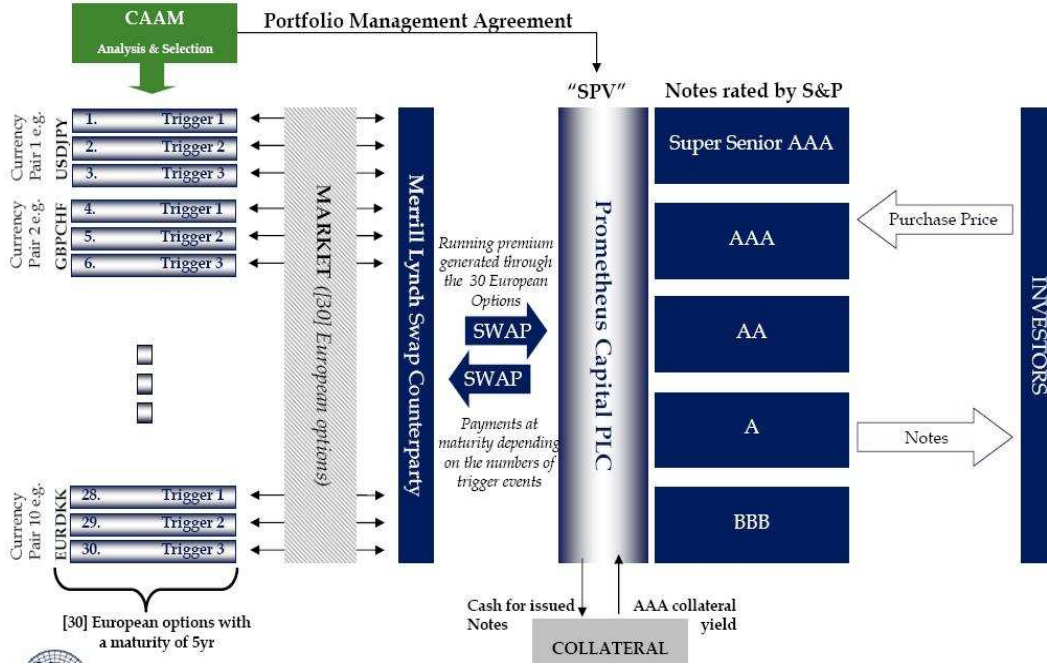 CAAM
Analysis & Selection
Portfolio Management Agreement
"SPV"
Notes rated by S&P
Currency
Pair 1 e.g.
USDJPY
1. Trigger 1
2. Trigger 2
3. Trigger 3
Currency
Pair 2 e.g.
GBPCHF
4. Trigger 1
5. Trigger 2
6. Trigger 3
Currency
Pair 10 e.g.
EURDKK
28. Trigger 1
29. Trigger 2
30. Trigger 3
[30] European options with
a maturity of 5yr
MARKET ([30] European options)
Merrill Lynch Swap Counterparty
Running premium
generated through
the 30 European
Options
SWAP
SWAP
Payments at
maturity depending
on the numbers of
trigger events
Prometheus Capital PLC
Super Senior AAA
AAA
AA
A
BBB
Purchase Price
Notes
INVESTORS
Cash for issued
Notes
AAA collateral
yield
COLLATERAL